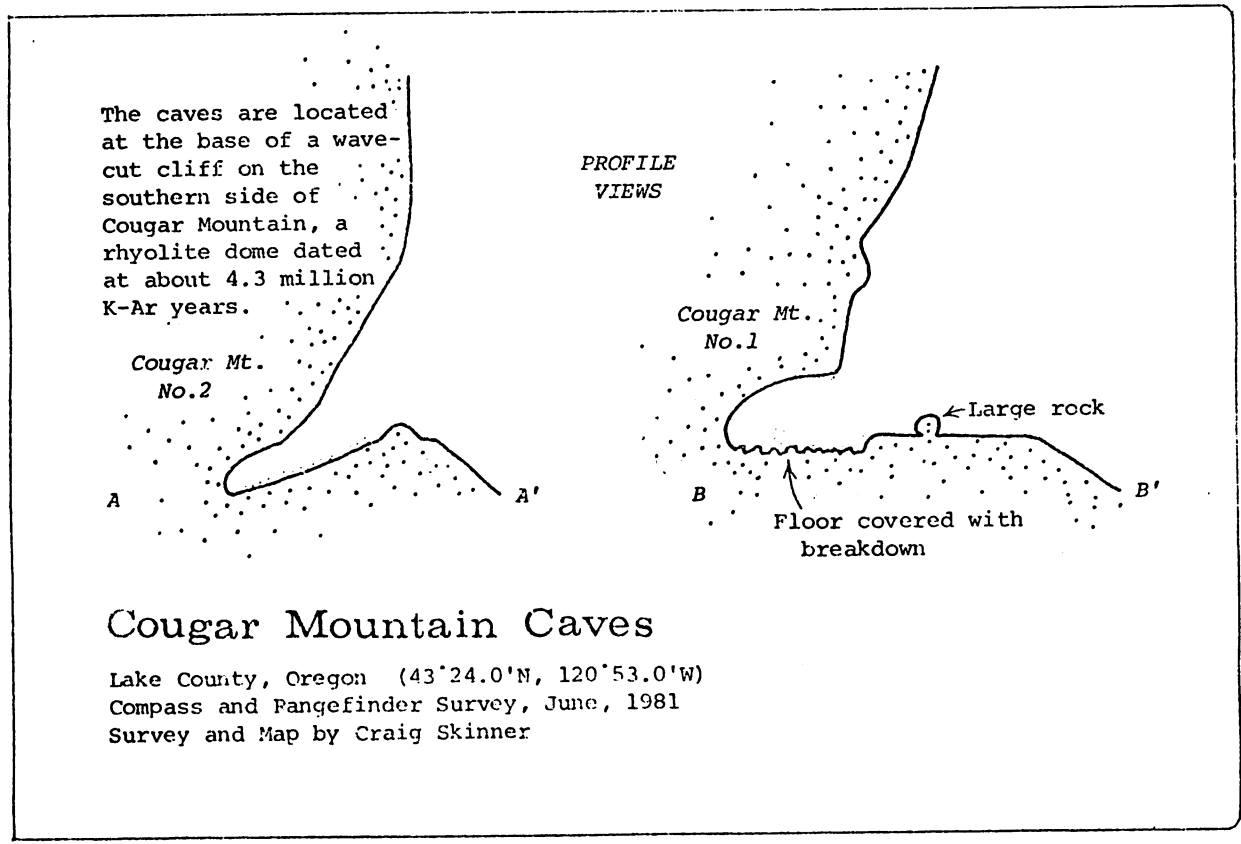 The caves are located
at the base of a wave-
cut cliff on the
southern side of
Cougar Mountain, a
rhyolite dome dated
at about 4.3 million
K-Ar years.
PROFILE
VIEWS
Cougar Mt.
No.2
Cougar Mt.
No.1
Large rock
A
A'
B
B'
Floor covered with
breakdown
Cougar Mountain Caves
Lake County, Oregon (43°24.0'N, 120°53.0'W)
Compass and Rangefinder Survey, June, 1981
Survey and Map by Craig Skinner